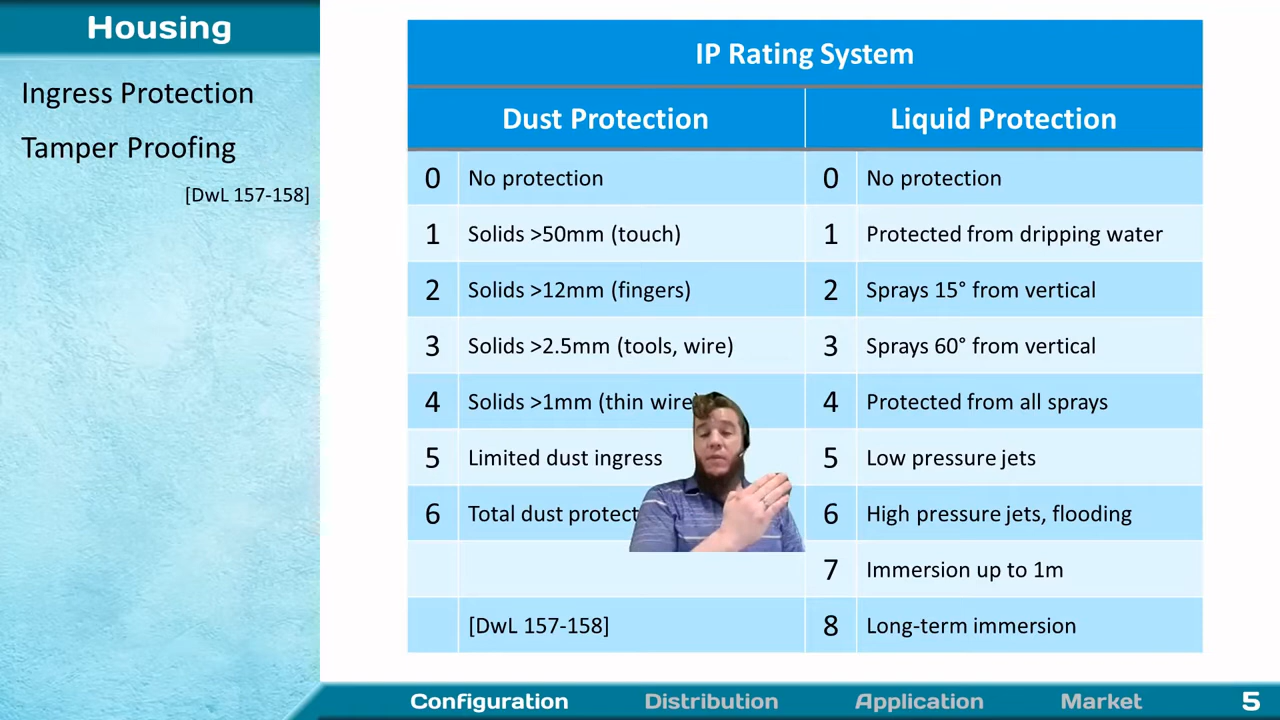 Housing
Ingress Protection
Tamper Proofing
[DwL 157-158]
IP Rating System
Dust Protection
Liquid Protection
0 No protection 0 No protection
1 Solids >50mm (touch) 1 Protected from dripping water
2 Solids >12mm (fingers) 2 Sprays 15° from vertical
3 Solids >2.5mm (tools, wire) 3 Sprays 60° from vertical
4 Solids >1mm (thin wire 4 Protected from all sprays
5 Limited dust ingress 5 Low pressure jets
6 Total dust protect 6 High pressure jets, flooding
7 Immersion up to 1m
[DwL 157-158] 8 Long-term immersion
Configuration Distribution Application Market 5